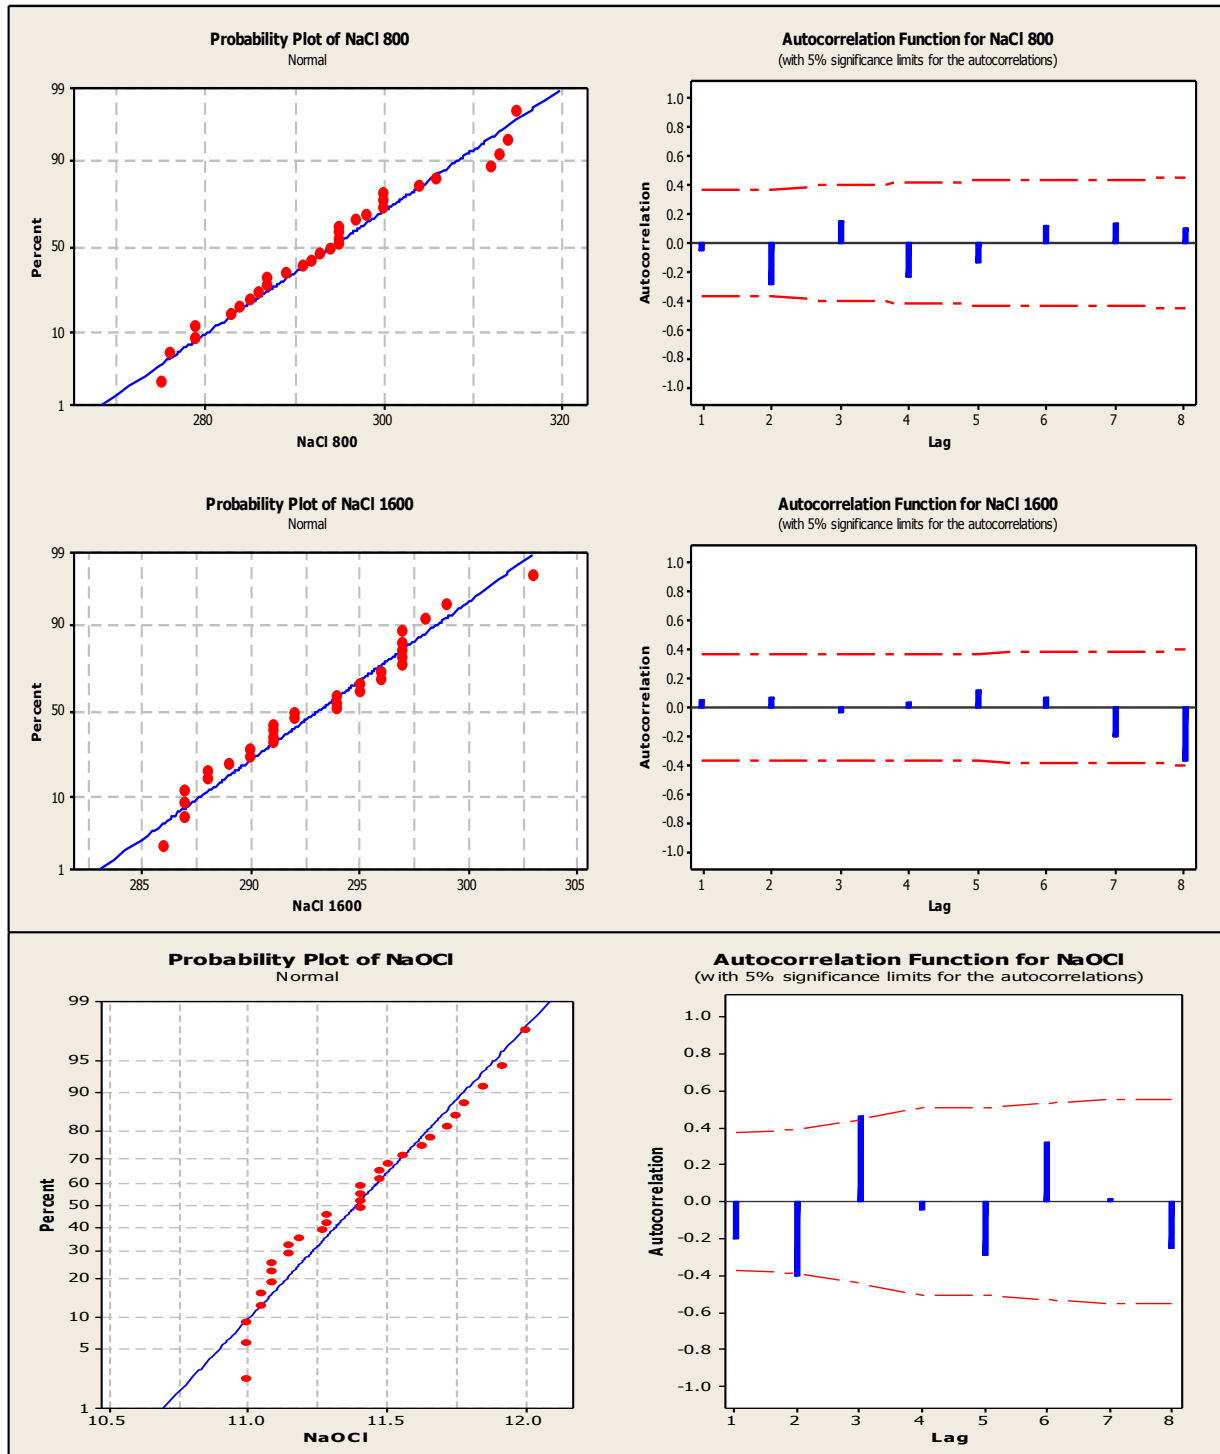 Probability Plot of NaCl 800
Normal
99
90
50
10
1
Percent
280 300 320
NaCl 800
Autocorrelation Function for NaCl 800
(with 5% significance limits for the autocorrelations)
1.0
0.8
0.6
0.4
0.2
0.0
-0.2
-0.4
-0.6
-0.8
-1.0
Autocorrelation
1 2 3 4 5 6 7 8
Lag
Probability Plot of NaCl 1600
Normal
99
90
50
10
1
Percent
285 290 295 300 305
NaCl 1600
Autocorrelation Function for NaCl 1600
(with 5% significance limits for the autocorrelations)
1.0
0.8
0.6
0.4
0.2
0.0
-0.2
-0.4
-0.6
-0.8
-1.0
Autocorrelation
1 2 3 4 5 6 7 8
Lag
Probability Plot of NaOCl
Normal
99
95
90
80
70
60
50
40
30
20
10
5
1
Percent
10.5 11.0 11.5 12.0
NaOCl
Autocorrelation Function for NaOCl
(with 5% significance limits for the autocorrelations)
1.0
0.8
0.6
0.4
0.2
0.0
-0.2
-0.4
-0.6
-0.8
-1.0
Autocorrelation
1 2 3 4 5 6 7 8
Lag